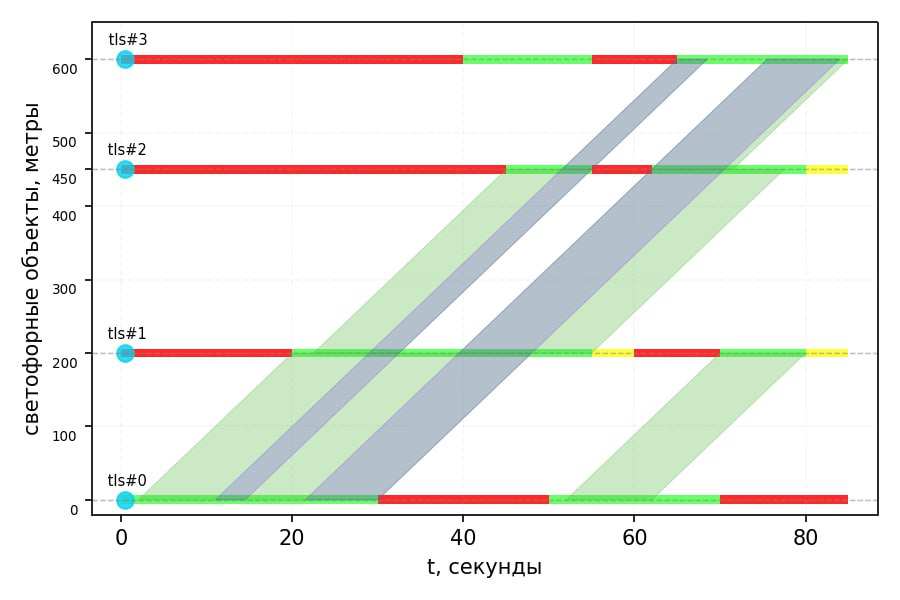 tls#3
600
500
tls#2
450
400
300
tls#1
200
100
tls#0
0
светофорные объекты, метры
0 20 40 60 80
t, секунды